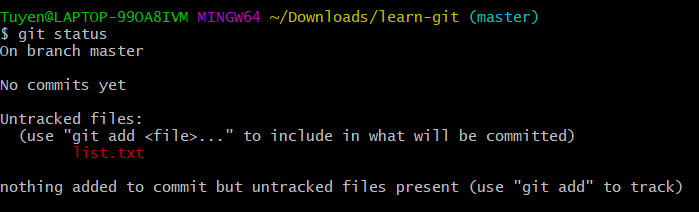 Tuyen@LAPTOP-99OA8IVM MINGW64 ~/Downloads/learn-git (master)
$ git status
On branch master
No commits yet
Untracked files:
(use "git add <file>..." to include in what will be committed)
list.txt
nothing added to commit but untracked files present (use "git add" to track)